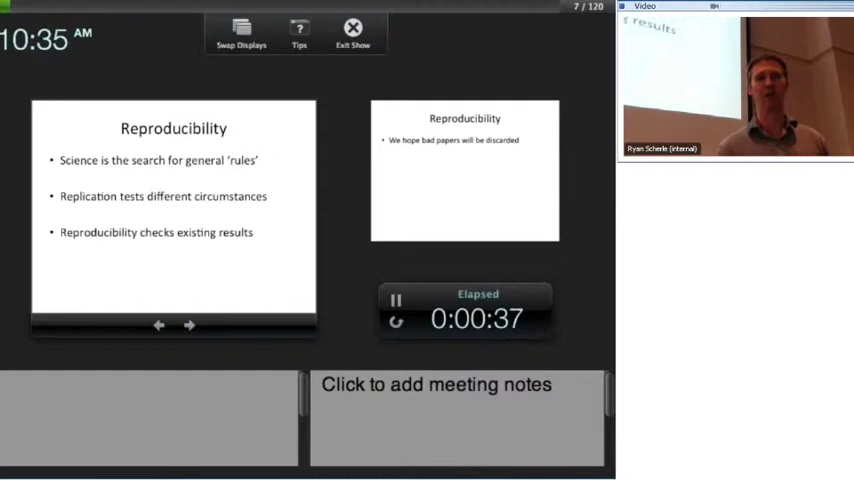 7 / 120
10:35 AM
Swap Displays
Tips
Exit Show
Video
s results
Ryan Scherle (internal)
Reproducibility
• Science is the search for general ‘rules’
• Replication tests different circumstances
• Reproducibility checks existing results
Reproducibility
• We hope bad papers will be discarded
Elapsed
0:00:37
Click to add meeting notes